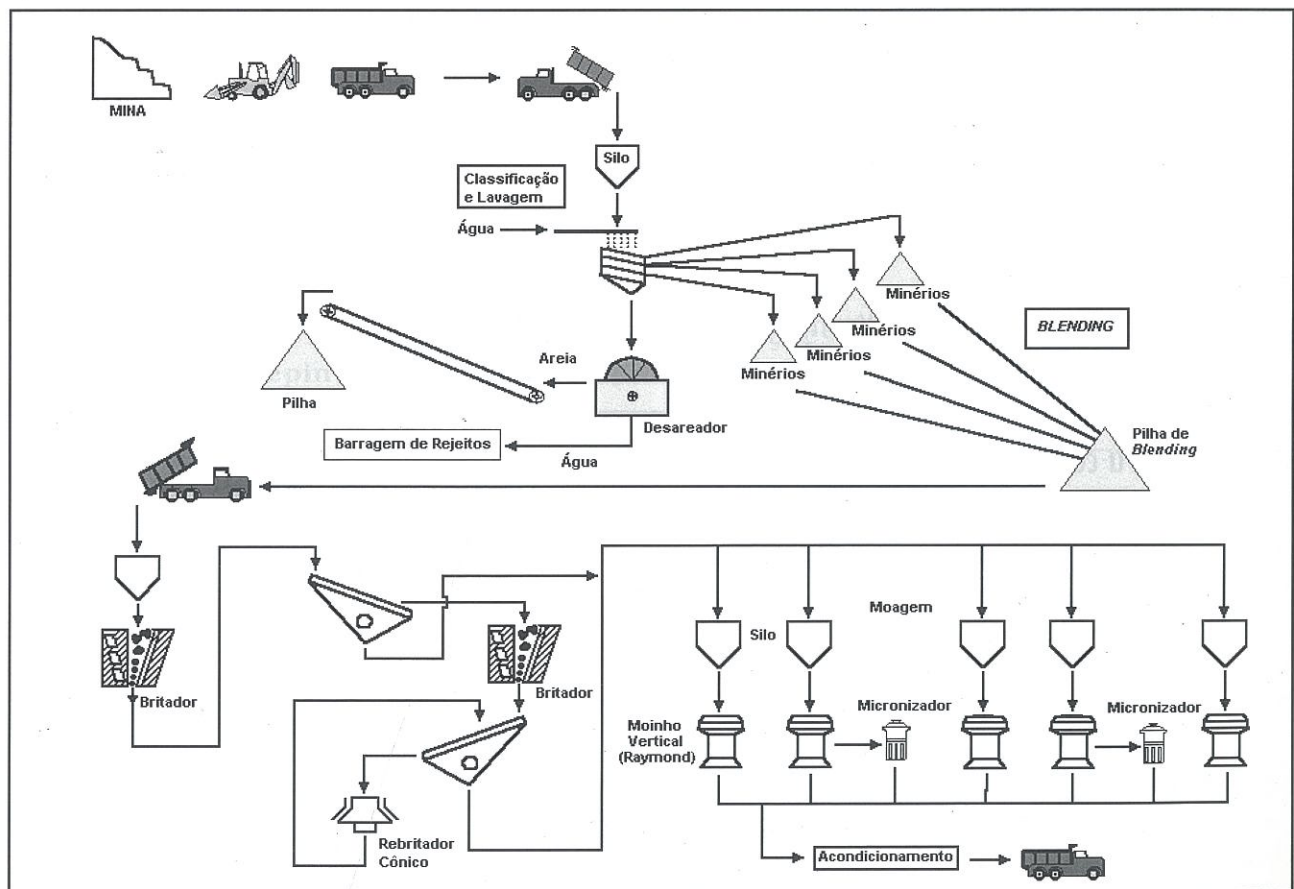 MINA
Silo
Classificação
e Lavagem
Água
Minérios
Minérios
Minérios
Minérios
BLENDING
Areia
Pilha
Desareador
Barragem de Rejeitos
Água
Pilha de
Blending
Moagem
Silo
Britador
Britador
Micronizador
Micronizador
Moinho
Vertical
(Raymond)
Rebritador
Cônico
Acondicionamento